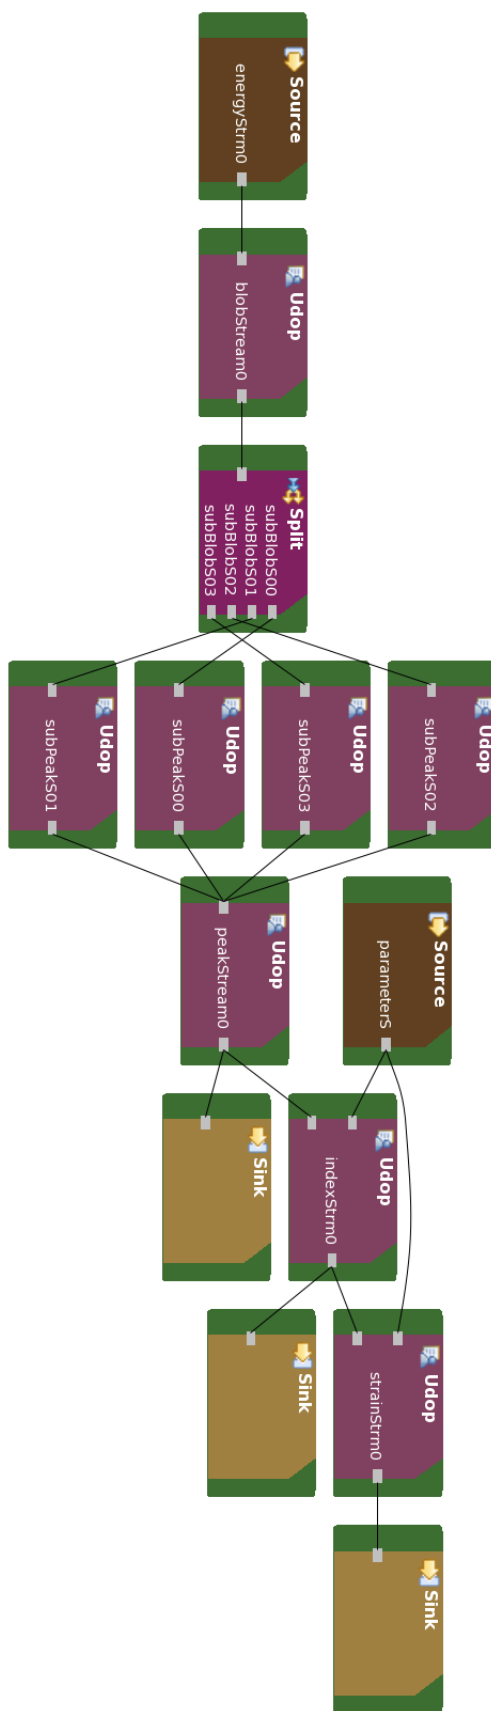 Source
energyStrm0
Udop
blobStream0
Split
subBlobS00
subBlobS01
subBlobS02
subBlobS03
Udop
subPeakS01
Udop
subPeakS00
Udop
subPeakS03
Udop
subPeakS02
Udop
peakStream0
Source
parameterS
Sink
Udop
indexStrm0
Sink
Udop
strainStrm0
Sink